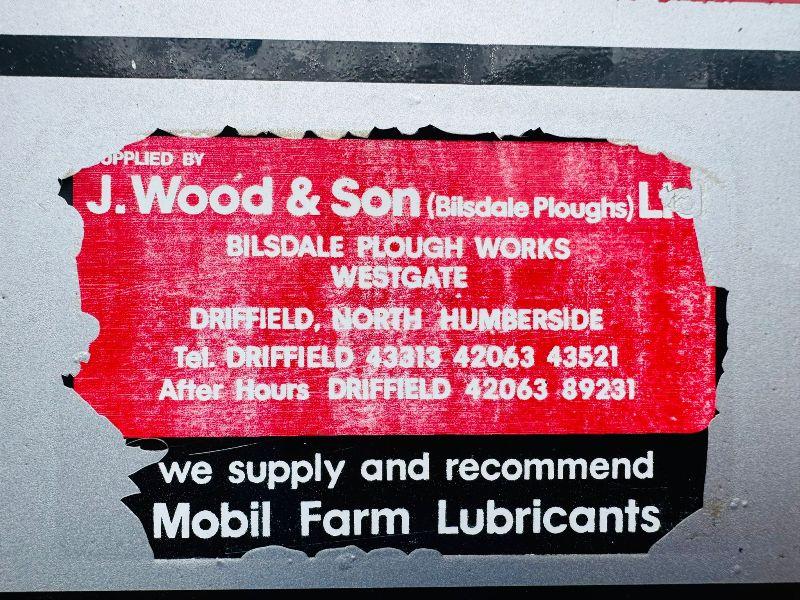 SUPPLIED BY
J. Wood & Son (Bilsdale Ploughs) Ltd
BILSDALE PLOUGH WORKS
WESTGATE
DRIFFIELD, NORTH HUMBERSIDE
Tel. DRIFFIELD 43313 42063 43521
After Hours DRIFFIELD 42063 89231
we supply and recommend
Mobil Farm Lubricants